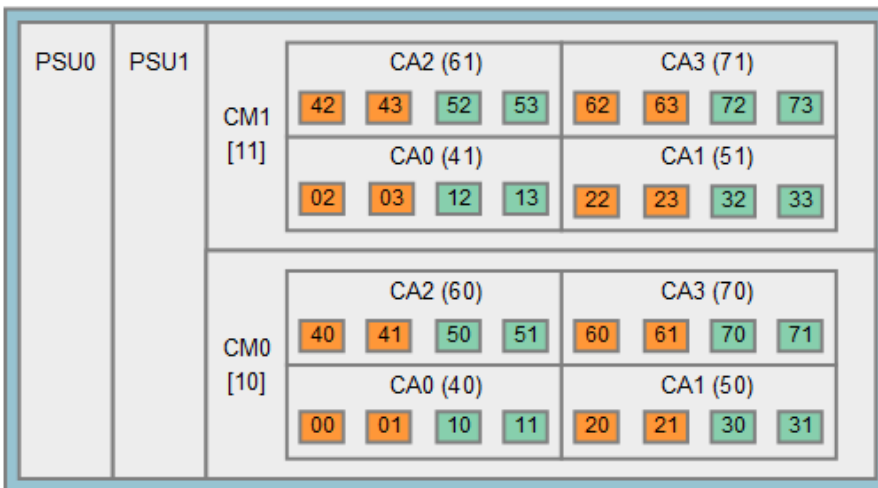 PSU0
PSU1
CM1
[11]
CA2 (61)
42 43 52 53
CA3 (71)
62 63 72 73
CA0 (41)
02 03 12 13
CA1 (51)
22 23 32 33
CM0
[10]
CA2 (60)
40 41 50 51
CA3 (70)
60 61 70 71
CA0 (40)
00 01 10 11
CA1 (50)
20 21 30 31